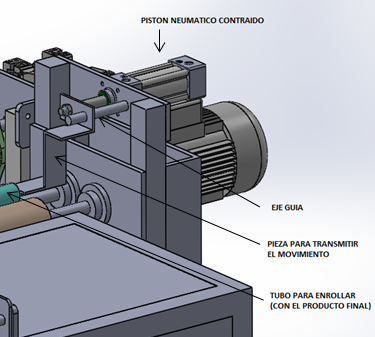 PISTON NEUMATICO CONTRAIDO
EJE GUIA
PIEZA PARA TRANSMITIR
EL MOVIMIENTO
TUBO PARA ENROLLAR
(CON EL PRODUCTO FINAL)